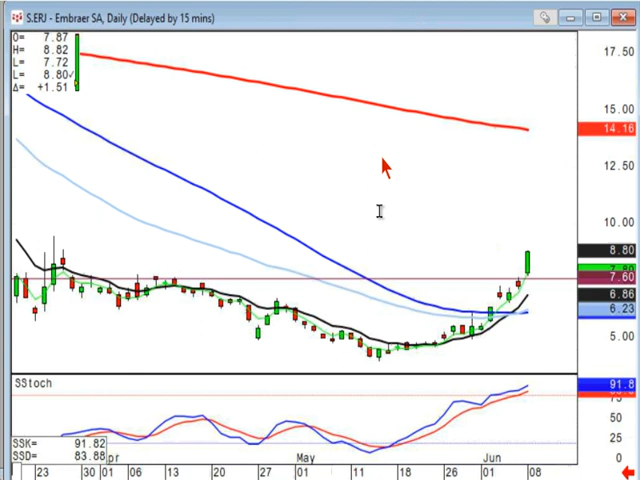 S.ERJ - Embraer SA, Daily (Delayed by 15 mins)
O= 7.87
H= 8.82
L= 7.72
L= 8.80✓
Δ= +1.51
17.50
15.00
14.16
12.50
10.00
8.80
7.60
6.86
6.23
5.00
SStoch
91.8
75
50
25
0
SSK= 91.82
SSD= 83.88
pr
May
Jun
23
30
01
06
13
20
27
01
11
18
26
01
08